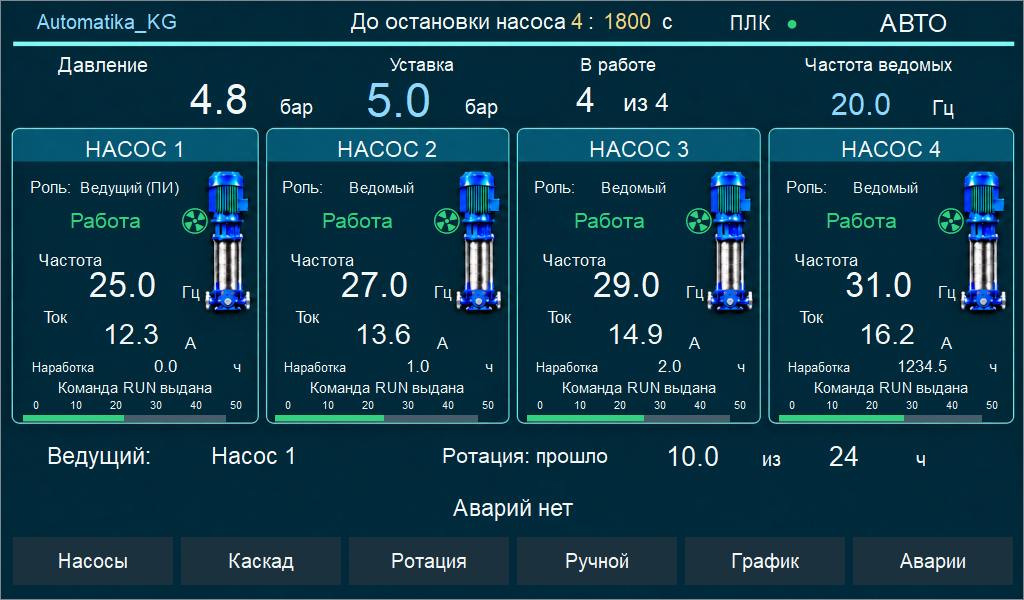 Automatika_KG До остановки насоса 4 : 1800 с ПЛК АВТО
Давление Уставка В работе Частота ведомых
4.8 бар 5.0 бар 4 из 4 20.0 Гц
НАСОС 1 НАСОС 2 НАСОС 3 НАСОС 4
Роль: Ведущий (ПИ) Роль: Ведомый Роль: Ведомый Роль: Ведомый
Работа Работа Работа Работа
Частота Частота Частота Частота
25.0 Гц 27.0 Гц 29.0 Гц 31.0 Гц
Ток Ток Ток Ток
12.3 А 13.6 А 14.9 А 16.2 А
Наработка 0.0 ч Наработка 1.0 ч Наработка 2.0 ч Наработка 1234.5 ч
Команда RUN выдана Команда RUN выдана Команда RUN выдана Команда RUN выдана
0 10 20 30 40 50 0 10 20 30 40 50 0 10 20 30 40 50 0 10 20 30 40 50
Ведущий: Насос 1 Ротация: прошло 10.0 из 24 ч
Аварий нет
Насосы Каскад Ротация Ручной График Аварии